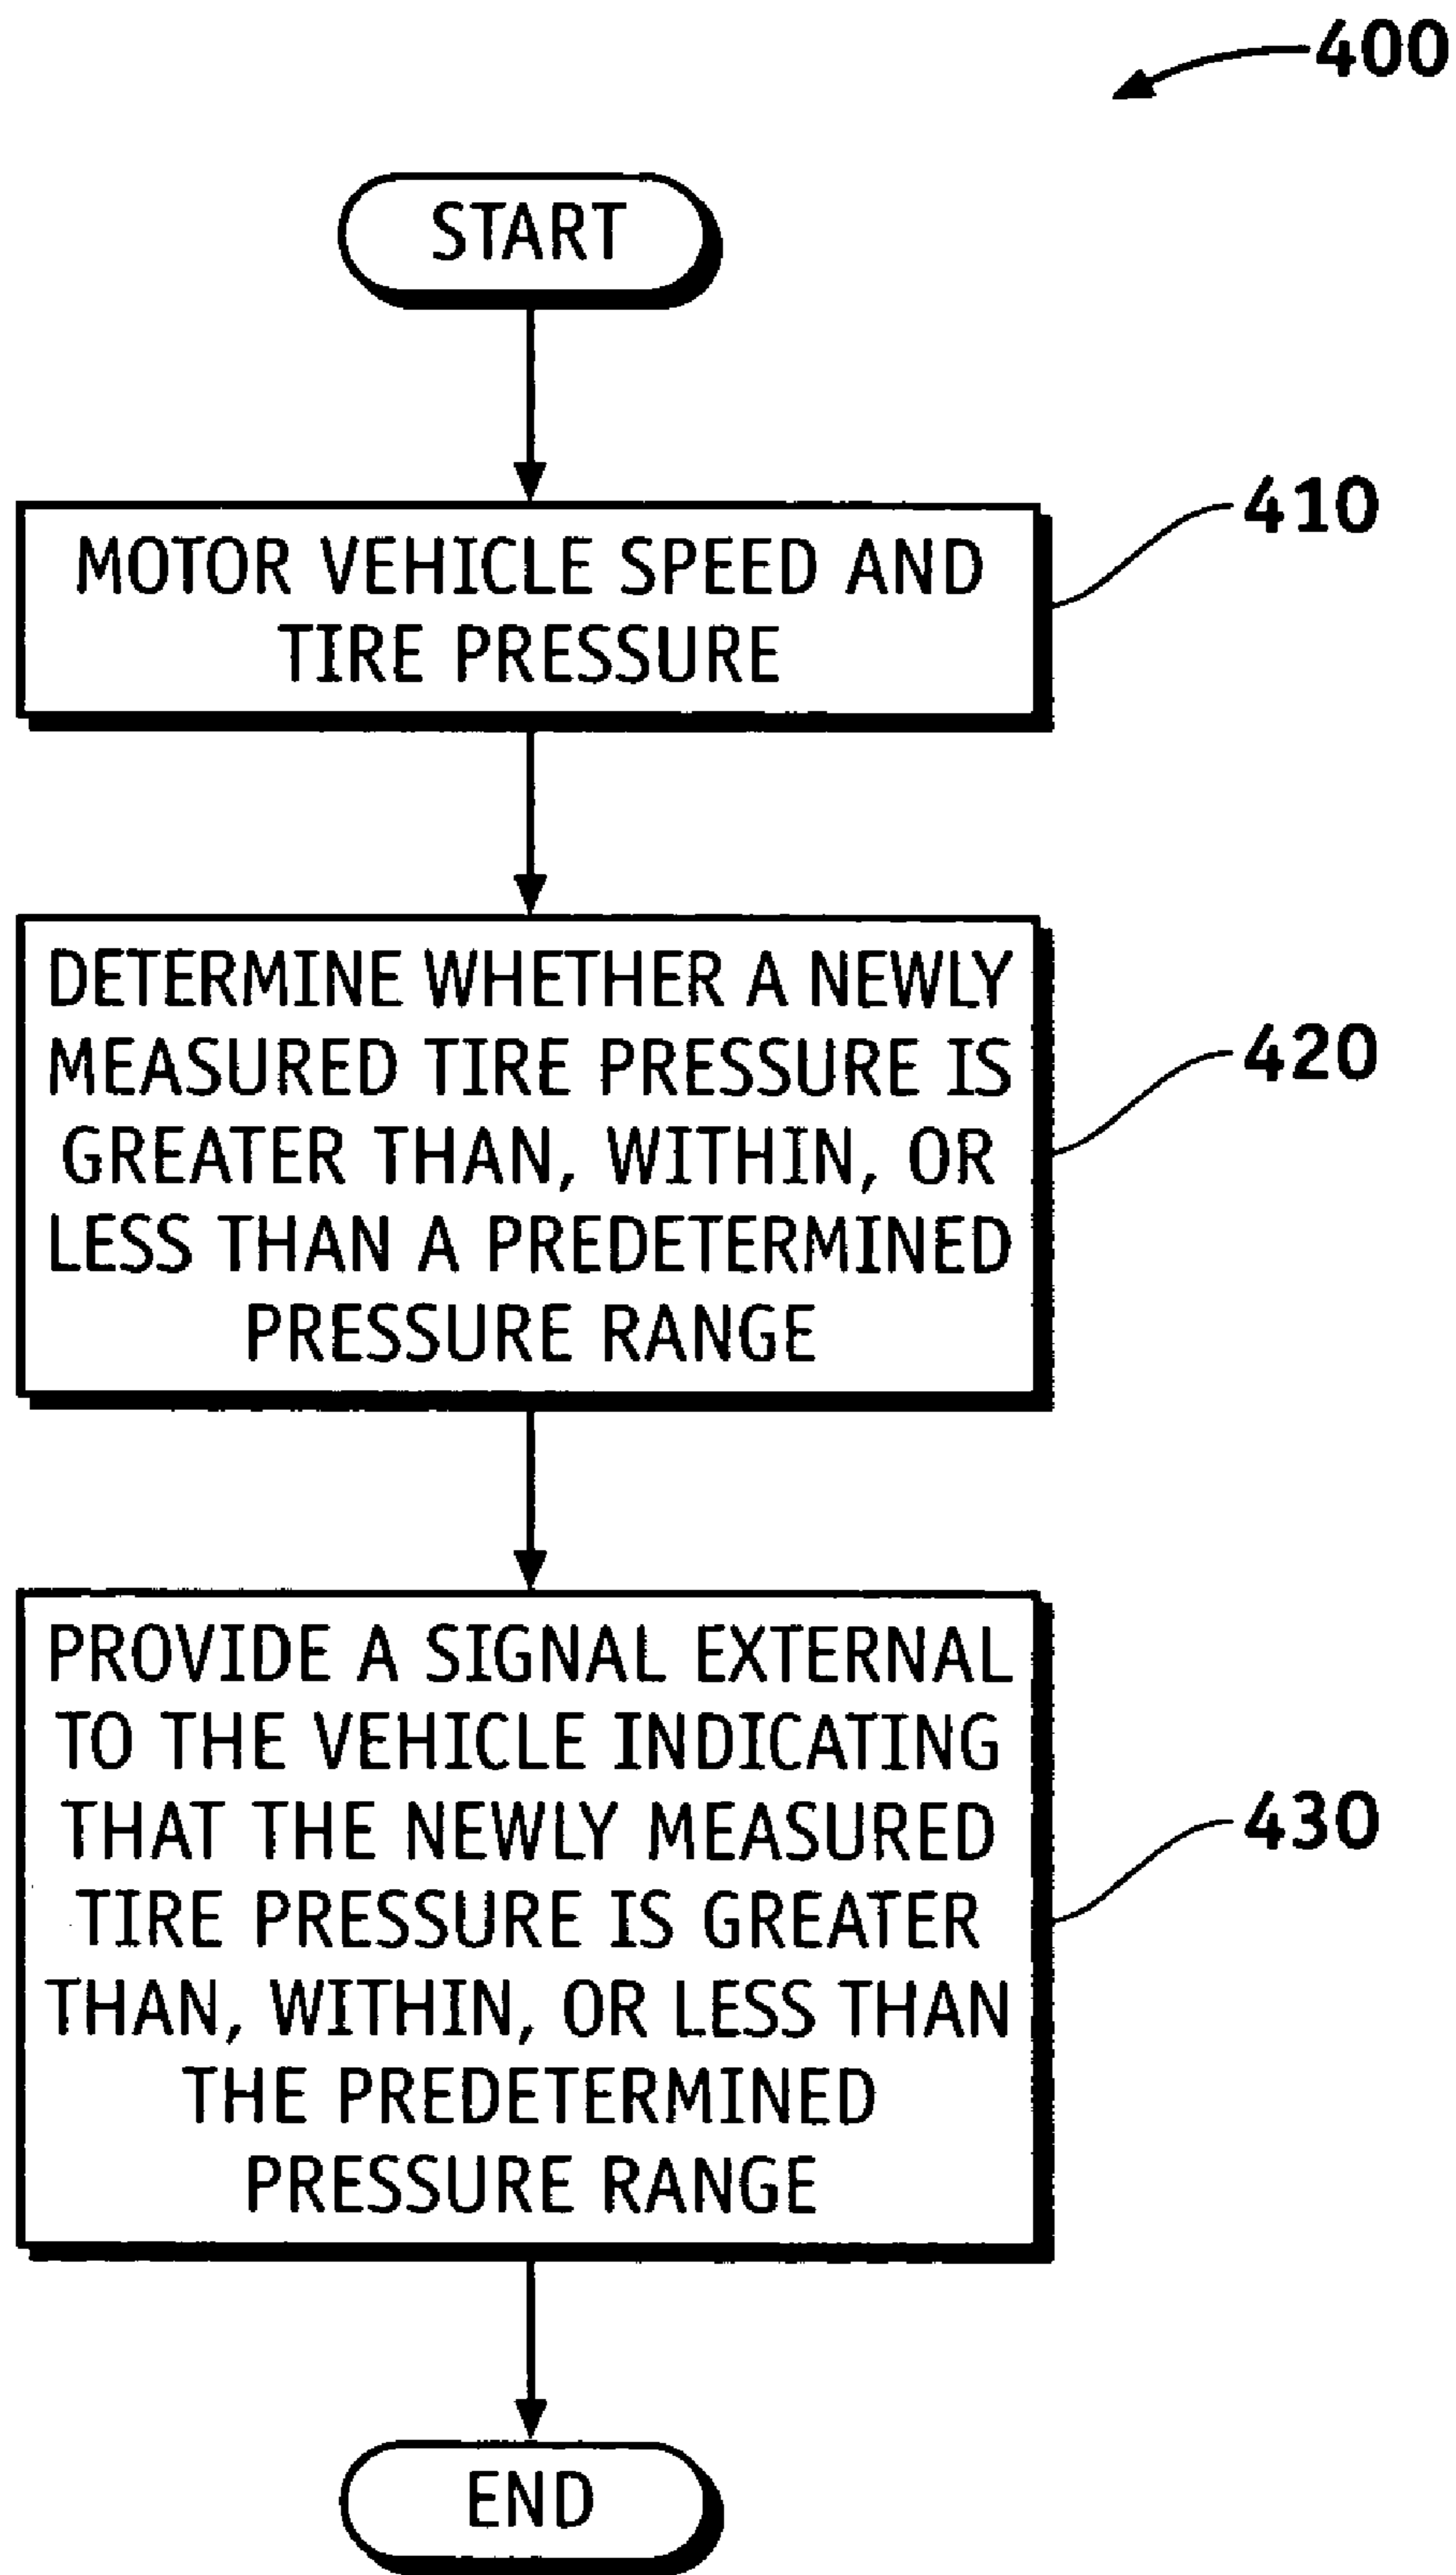 400
START
MOTOR VEHICLE SPEED AND
TIRE PRESSURE
410
DETERMINE WHETHER A NEWLY
MEASURED TIRE PRESSURE IS
GREATER THAN, WITHIN, OR
LESS THAN A PREDETERMINED
PRESSURE RANGE
420
PROVIDE A SIGNAL EXTERNAL
TO THE VEHICLE INDICATING
THAT THE NEWLY MEASURED
TIRE PRESSURE IS GREATER
THAN, WITHIN, OR LESS THAN
THE PREDETERMINED
PRESSURE RANGE
430
END